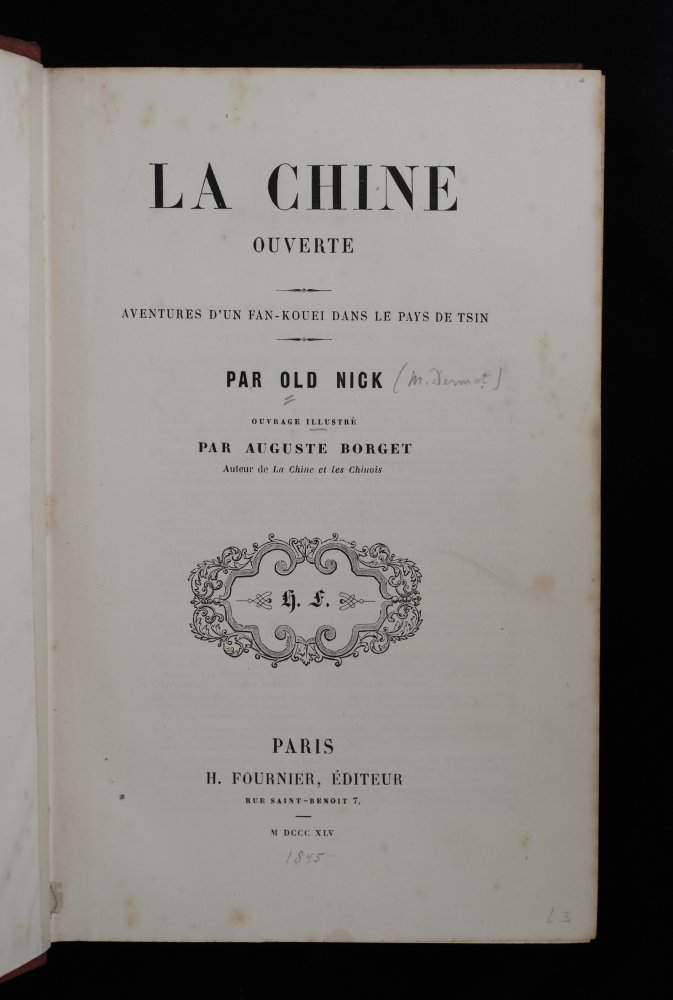 LA CHINE
OUVERTE
AVENTURES D'UN FAN-KOUEI DANS LE PAYS DE TSIN
PAR OLD NICK (M. Dermot)
OUVRAGE ILLUSTRÉ
PAR AUGUSTE BORGET
Auteur de La Chine et les Chinois
H. F.
PARIS
H. FOURNIER, ÉDITEUR
RUE SAINT-BENOIT 7.
M DCCC XLV
1845
L3